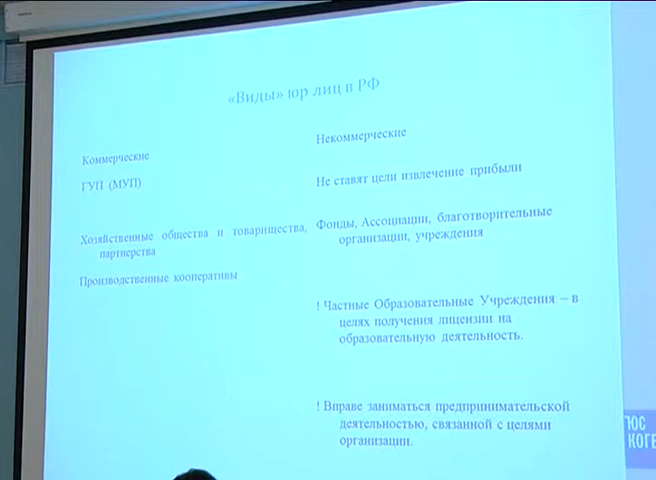 «Виды» юр лиц в РФ
Коммерческие
ГУП (МУП)
Хозяйственные общества и товарищества,
партнерства
Производственные кооперативы
Некоммерческие
Не ставят цели извлечение прибыли
Фонды, Ассоциации, благотворительные
организации, учреждения
! Частные Образовательные Учреждения – в
целях получения лицензии на
образовательную деятельность.
! Вправе заниматься предпринимательской
деятельностью, связанной с целями
организации.